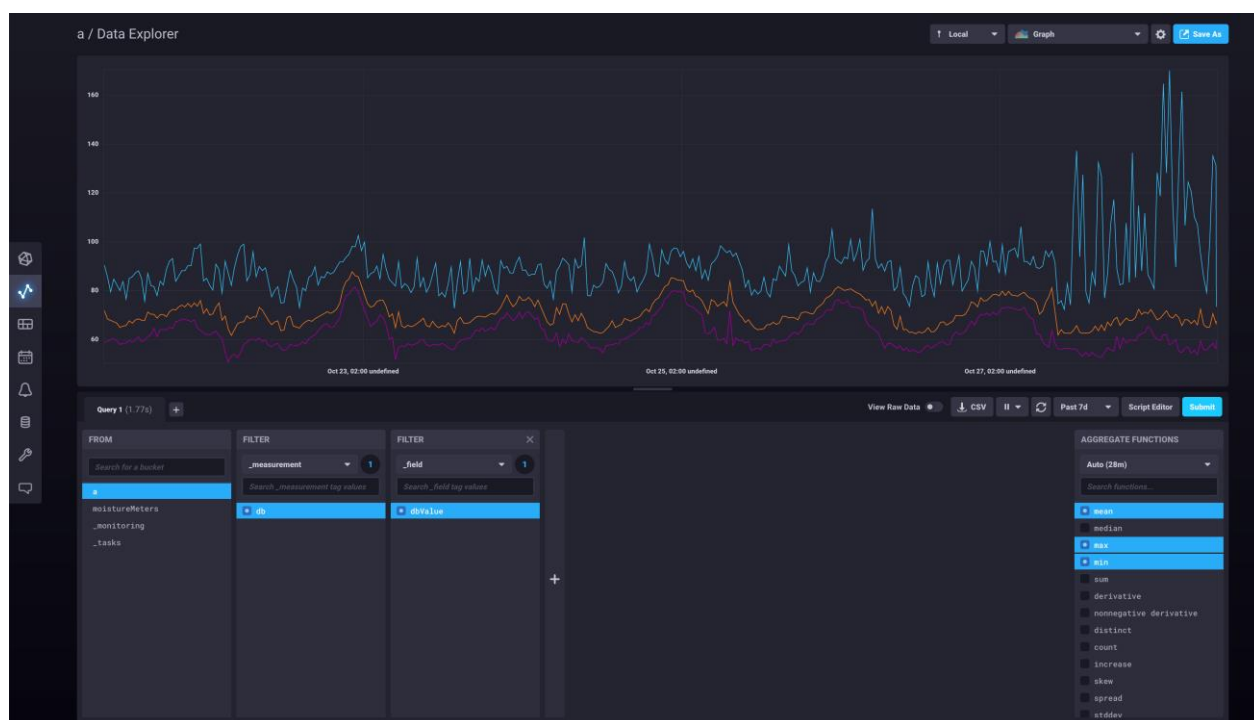 a / Data Explorer
Local
Graph
Save As
160
140
120
100
80
60
Oct 23, 02:00 undefined
Oct 25, 02:00 undefined
Oct 27, 02:00 undefined
Query 1 (1.77s)
+
View Raw Data
CSV
Past 7d
Script Editor
Submit
FROM
Search for a bucket
a
moistureMeters
_monitoring
_tasks
FILTER
_measurement
1
Search _measurement tag values
db
FILTER
_field
1
Search _field tag values
dbValue
+
AGGREGATE FUNCTIONS
Auto (28m)
Search functions...
mean
median
max
min
sum
derivative
nonnegative derivative
distinct
count
increase
skew
spread
stddev